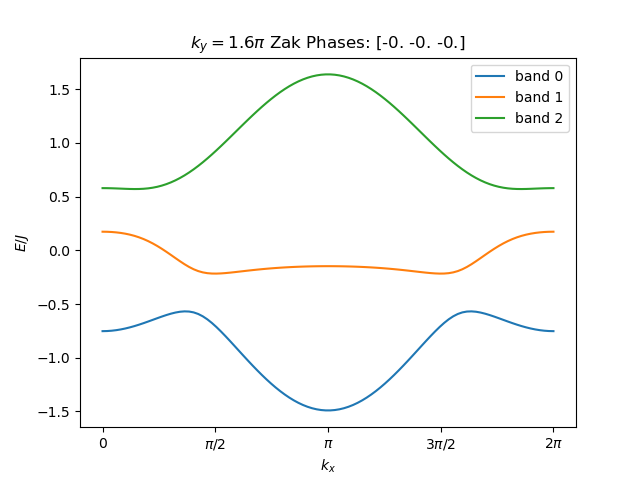 $k_y = 1.6\pi$ Zak Phases: [-0. -0. -0.]
band 0
band 1
band 2
1.5
1.0
0.5
0.0
−0.5
−1.0
−1.5
E/J
0
π/2
π
3π/2
2π
$k_x$